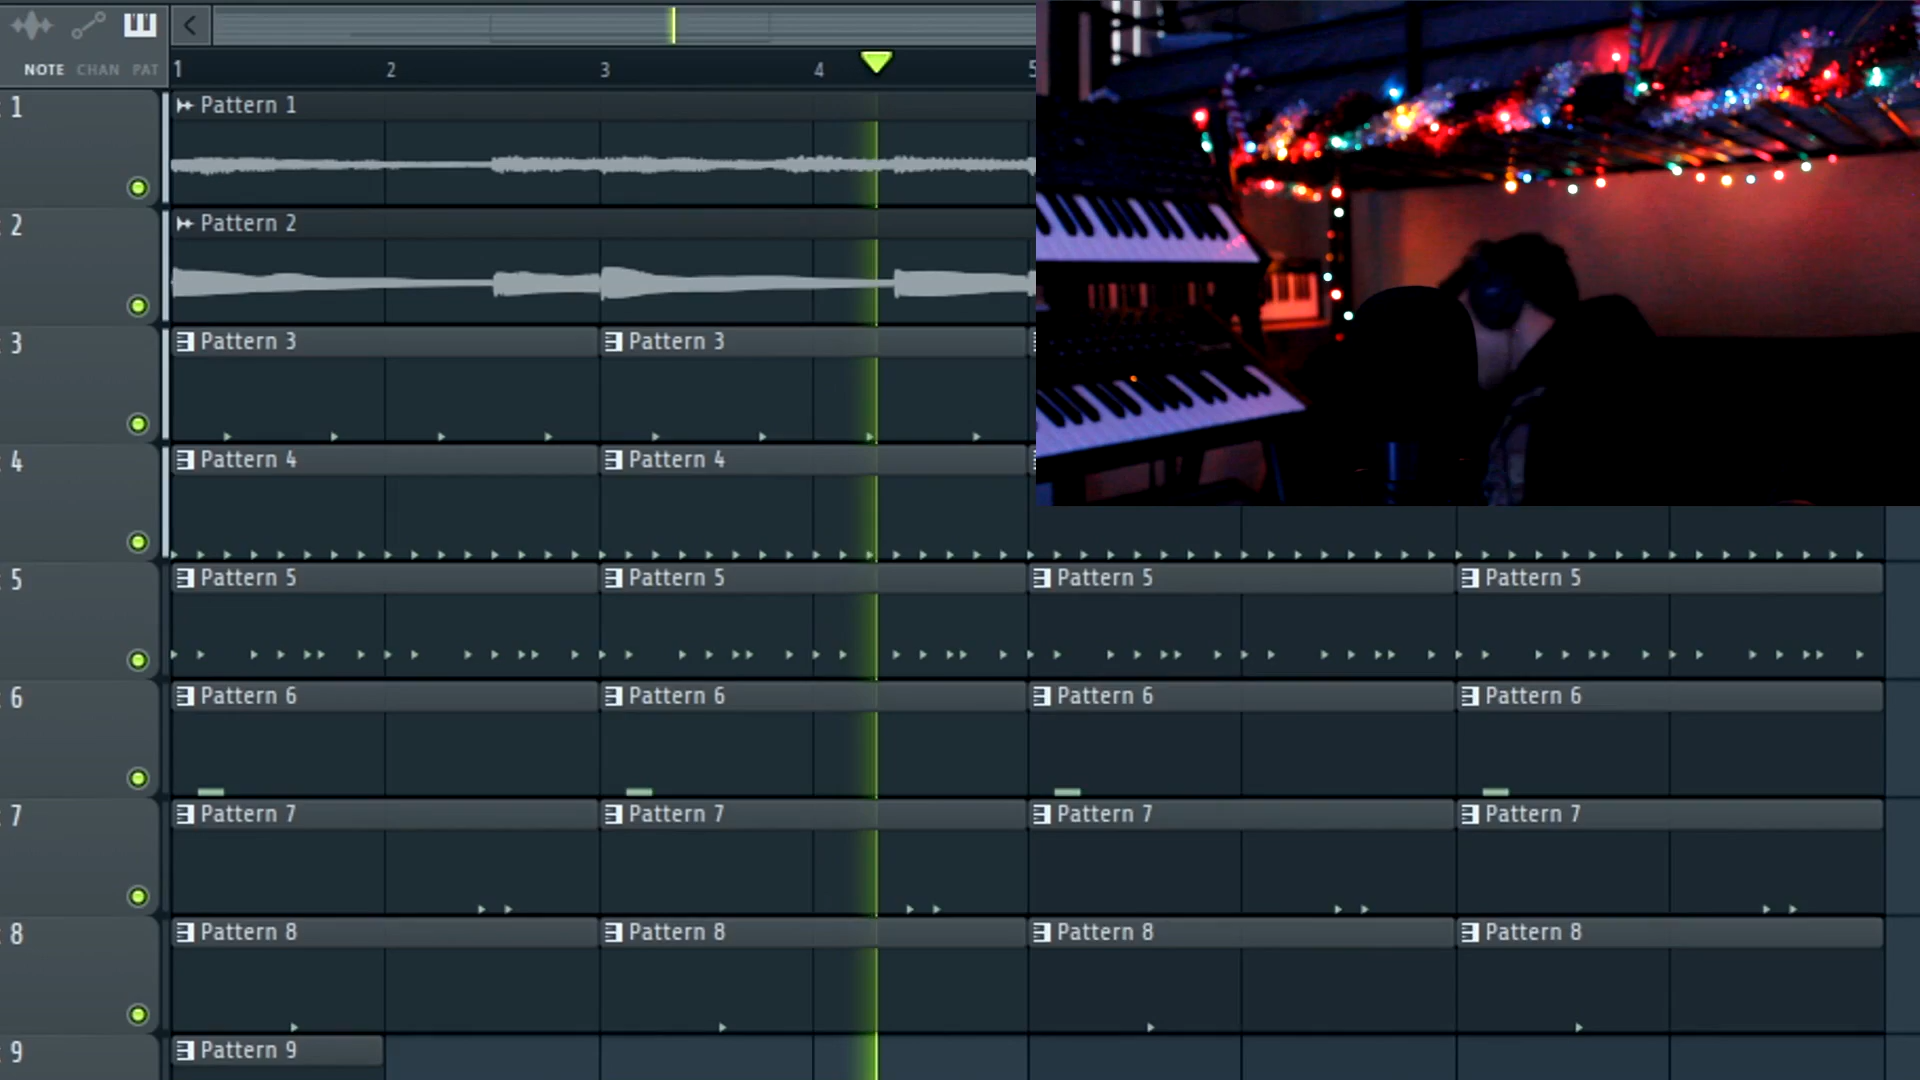 NOTE CHAN PAT
1 2 3 4 5
1 Pattern 1
2 Pattern 2
3 Pattern 3 Pattern 3
4 Pattern 4 Pattern 4
5 Pattern 5 Pattern 5 Pattern 5 Pattern 5
6 Pattern 6 Pattern 6 Pattern 6 Pattern 6
7 Pattern 7 Pattern 7 Pattern 7 Pattern 7
8 Pattern 8 Pattern 8 Pattern 8 Pattern 8
9 Pattern 9